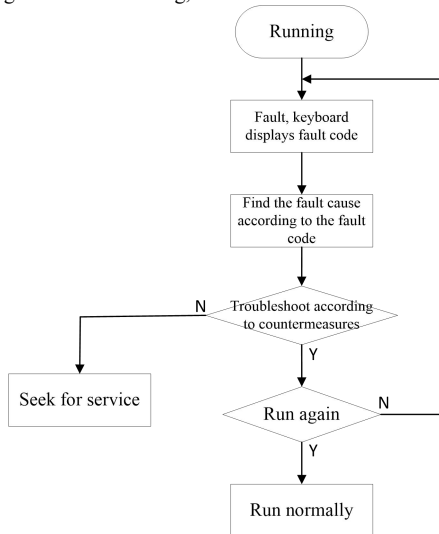 Running
Fault, keyboard
displays fault code
Find the fault cause
according to the fault
code
N
Troubleshoot according
to countermeasures
Y
Seek for service
Run again
N
Y
Run normally